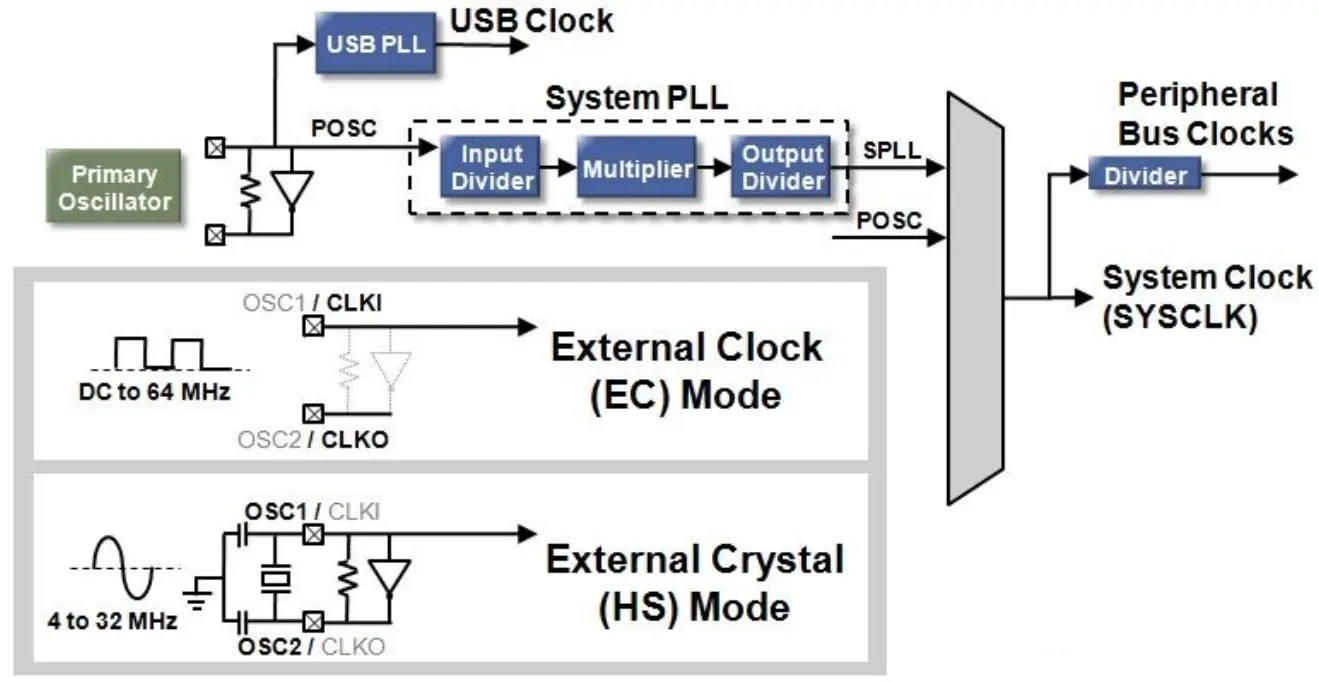 USB PLL
USB Clock
System PLL
Primary
Oscillator
POSC
Input
Divider
Multiplier
Output
Divider
SPLL
POSC
Peripheral
Bus Clocks
Divider
System Clock
(SYSCLK)
OSC1 / CLKI
DC to 64 MHz
External Clock
(EC) Mode
OSC2 / CLKO
OSC1 / CLKI
4 to 32 MHz
External Crystal
(HS) Mode
OSC2 / CLKO